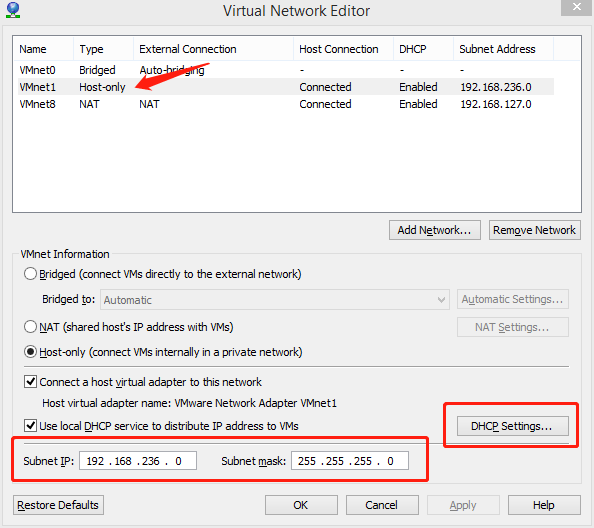 Virtual Network Editor
Name Type External Connection Host Connection DHCP Subnet Address
VMnet0 Bridged Auto-bridging - - -
VMnet1 Host-only - Connected Enabled 192.168.236.0
VMnet8 NAT NAT Connected Enabled 192.168.127.0
Add Network... Remove Network
VMnet Information
Bridged (connect VMs directly to the external network)
Bridged to: Automatic Automatic Settings...
NAT (shared host's IP address with VMs) NAT Settings...
Host-only (connect VMs internally in a private network)
Connect a host virtual adapter to this network
Host virtual adapter name: VMware Network Adapter VMnet1
Use local DHCP service to distribute IP address to VMs DHCP Settings...
Subnet IP: 192 . 168 . 236 . 0 Subnet mask: 255 . 255 . 255 . 0
Restore Defaults OK Cancel Apply Help